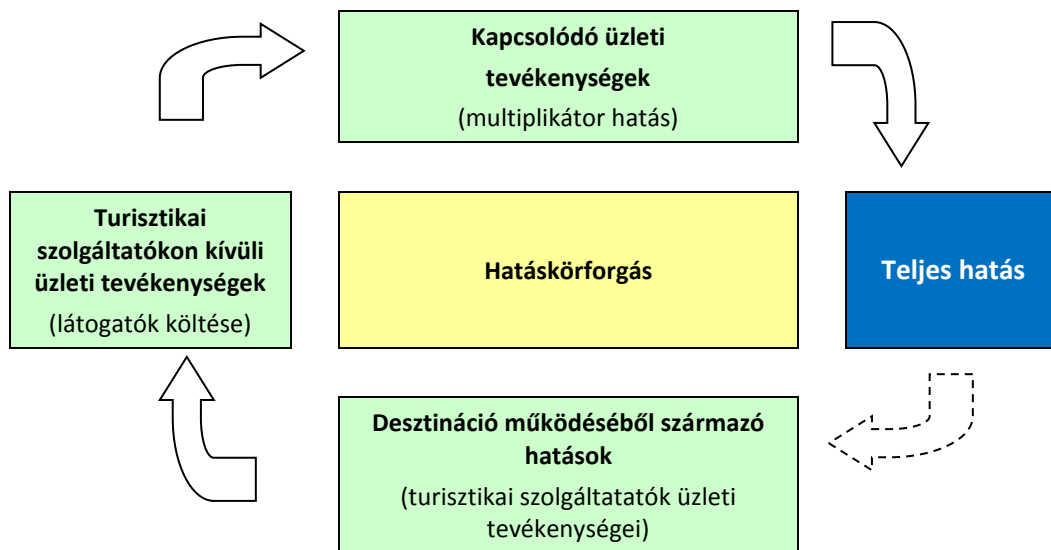 Kapcsolódó üzleti
tevékenységek
(multiplikátor hatás)
Turisztikai
szolgáltatókon kívüli
üzleti tevékenységek
(látogatók költése)
Hatáskörforgás
Teljes hatás
Desztináció működéséből származó
hatások
(turisztikai szolgáltatatók üzleti
tevékenységei)